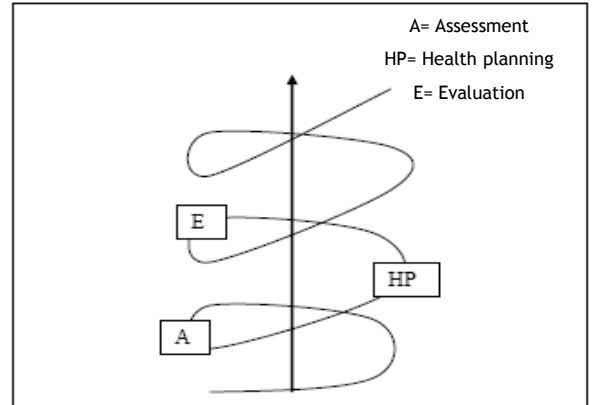 A= Assessment
HP= Health planning
E= Evaluation
E
HP
A